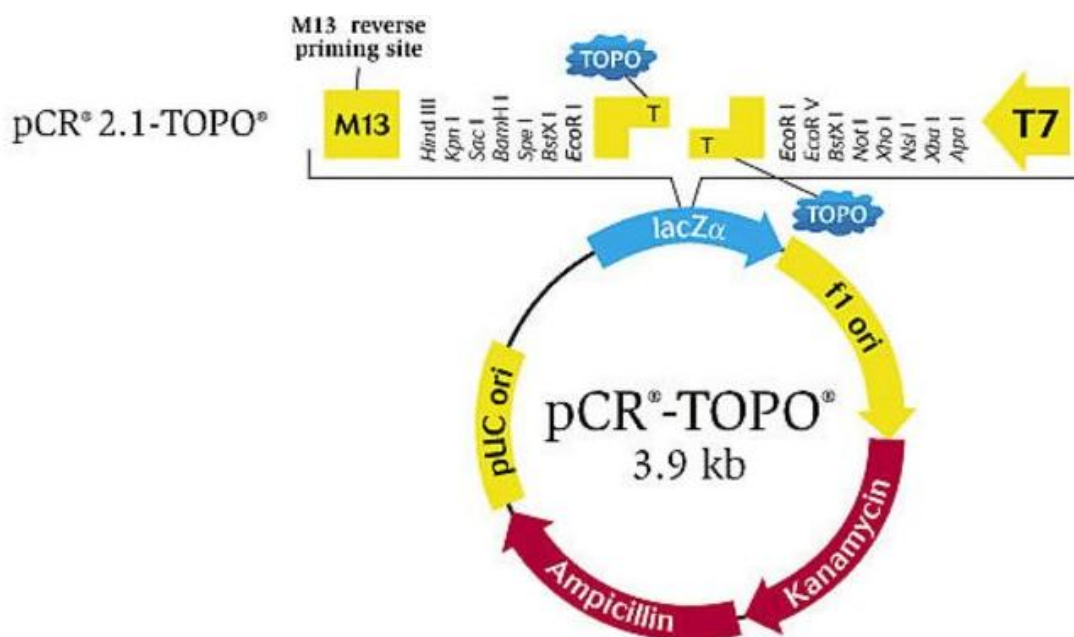 M13 reverse
priming site
pCR® 2.1-TOPO®
M13
Hind III
Kpn I
Sac I
BamH I
Spe I
BstX I
EcoR I
TOPO
T
T
TOPO
EcoR I
EcoR V
BstX I
Not I
Xho I
Nsi I
Xba I
Apa I
T7
lacZα
f1 ori
pUC ori
pCR®-TOPO®
3.9 kb
Kanamycin
Ampicillin